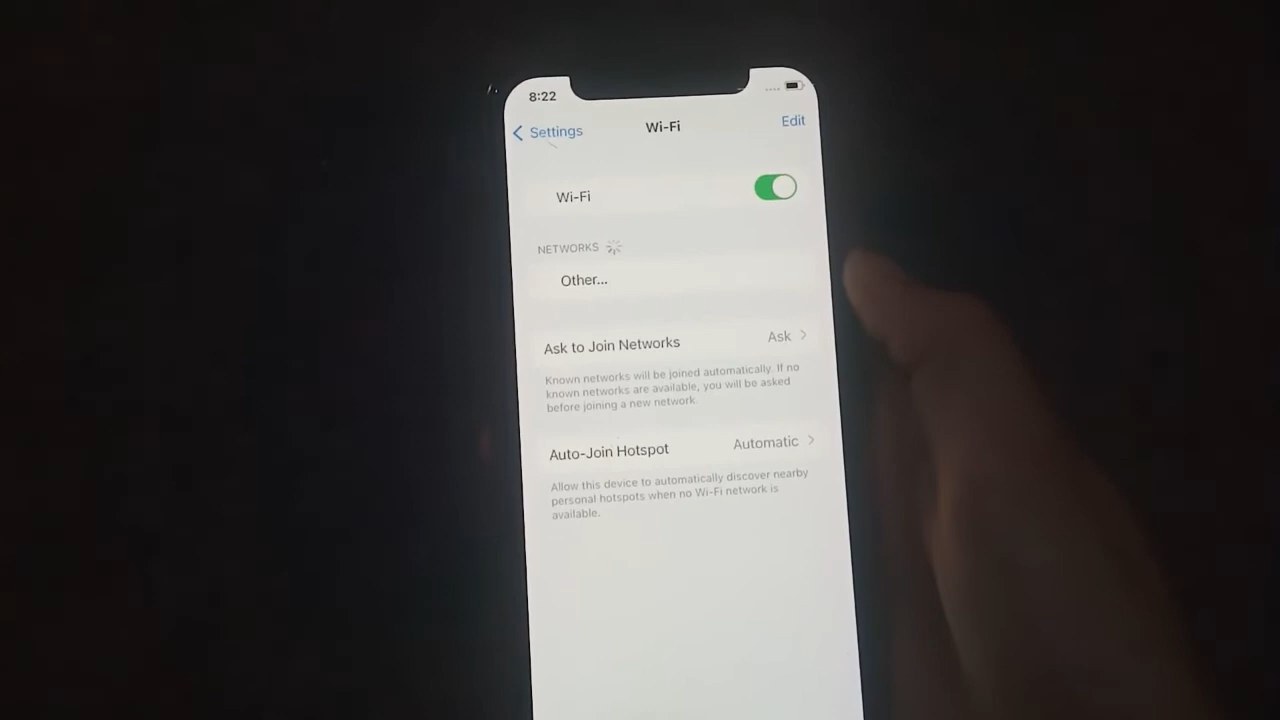 8:22
Settings
Wi-Fi
Edit
Wi-Fi
NETWORKS
Other...
Ask to Join Networks
Ask
Known networks will be joined automatically. If no
known networks are available, you will be asked
before joining a new network.
Auto-Join Hotspot
Automatic
Allow this device to automatically discover nearby
personal hotspots when no Wi-Fi network is
available.